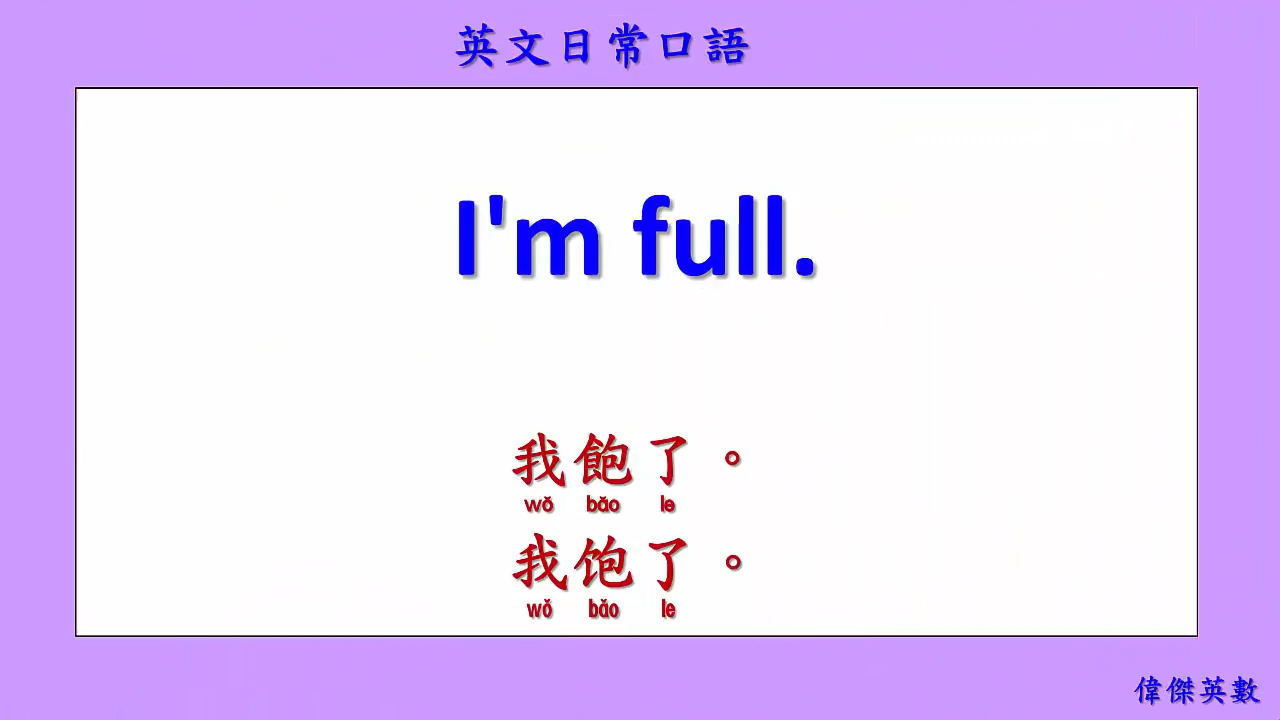 英文日常口語
I'm full.
我飽了。
wǒ bǎo le
我饱了。
wǒ bǎo le
偉傑英數